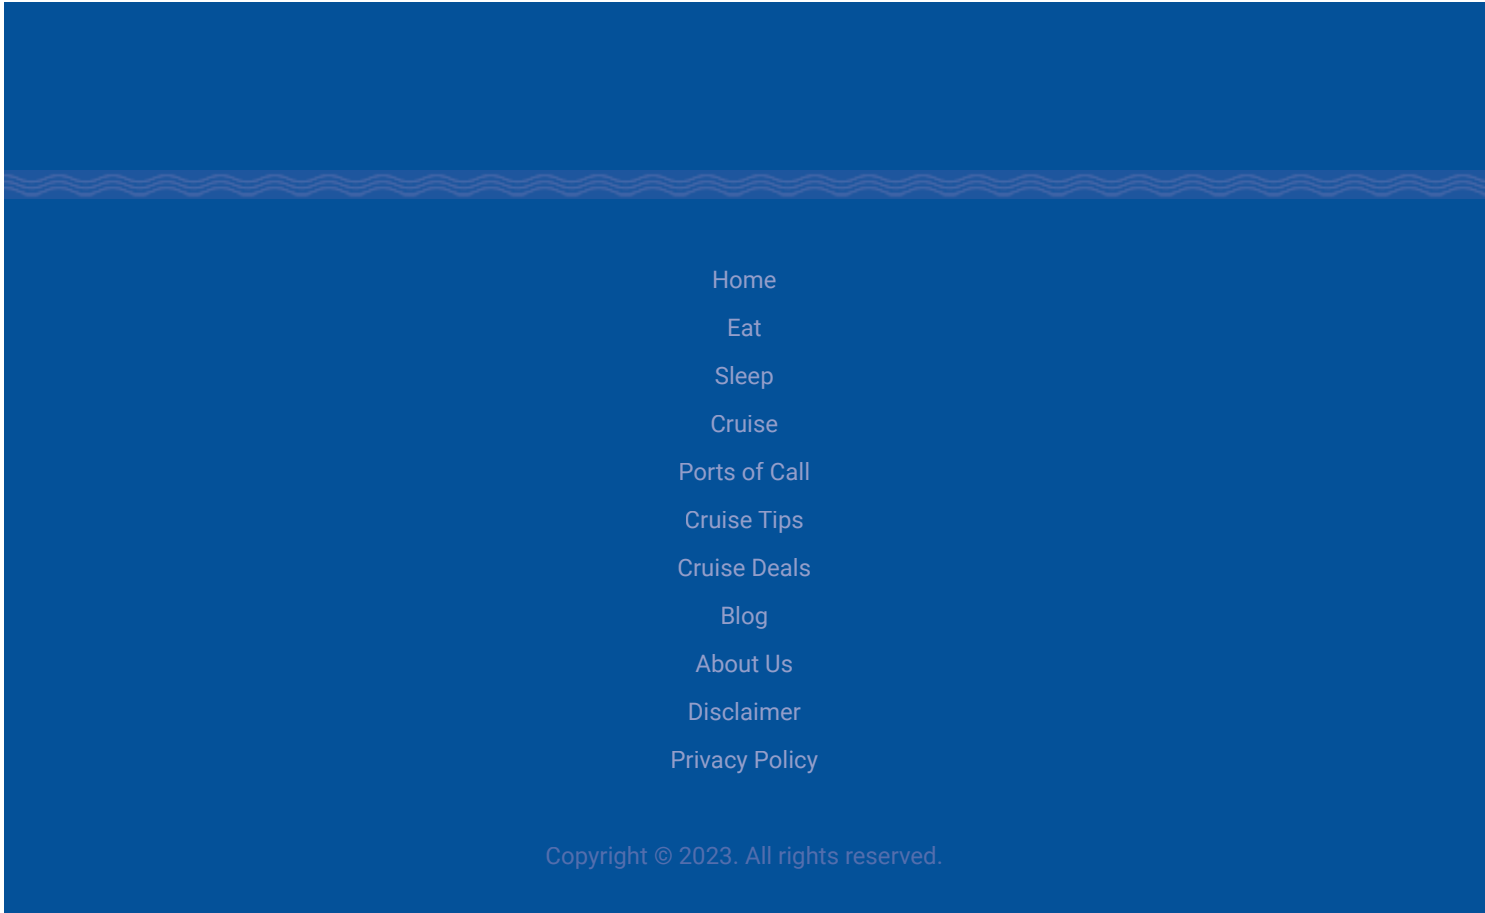 Home
Eat
Sleep
Cruise
Ports of Call
Cruise Tips
Cruise Deals
Blog
About Us
Disclaimer
Privacy Policy
Copyright © 2023. All rights reserved.